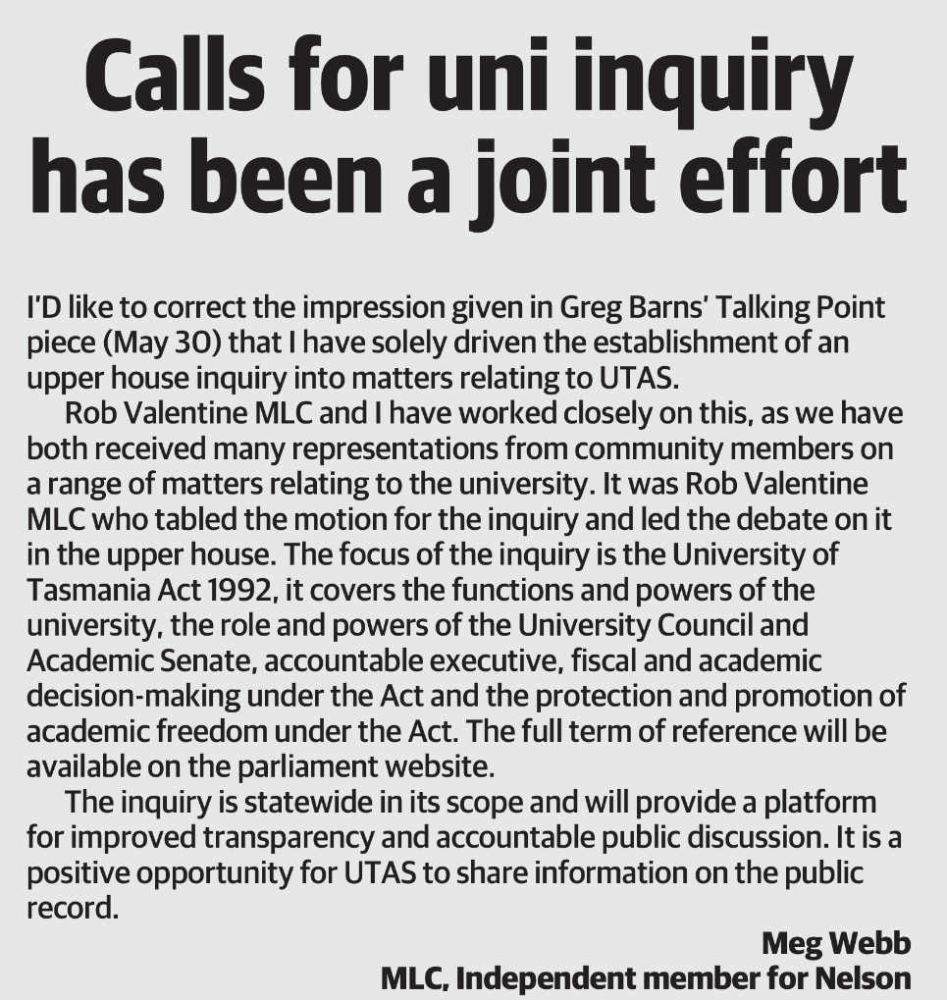 Calls for uni inquiry
has been a joint effort
I'D like to correct the impression given in Greg Barns' Talking Point
piece (May 30) that I have solely driven the establishment of an
upper house inquiry into matters relating to UTAS.
Rob Valentine MLC and I have worked closely on this, as we have
both received many representations from community members on
a range of matters relating to the university. It was Rob Valentine
MLC who tabled the motion for the inquiry and led the debate on it
in the upper house. The focus of the inquiry is the University of
Tasmania Act 1992, it covers the functions and powers of the
university, the role and powers of the University Council and
Academic Senate, accountable executive, fiscal and academic
decision-making under the Act and the protection and promotion of
academic freedom under the Act. The full term of reference will be
available on the parliament website.
The inquiry is statewide in its scope and will provide a platform
for improved transparency and accountable public discussion. It is a
positive opportunity for UTAS to share information on the public
record.
Meg Webb
MLC, Independent member for Nelson